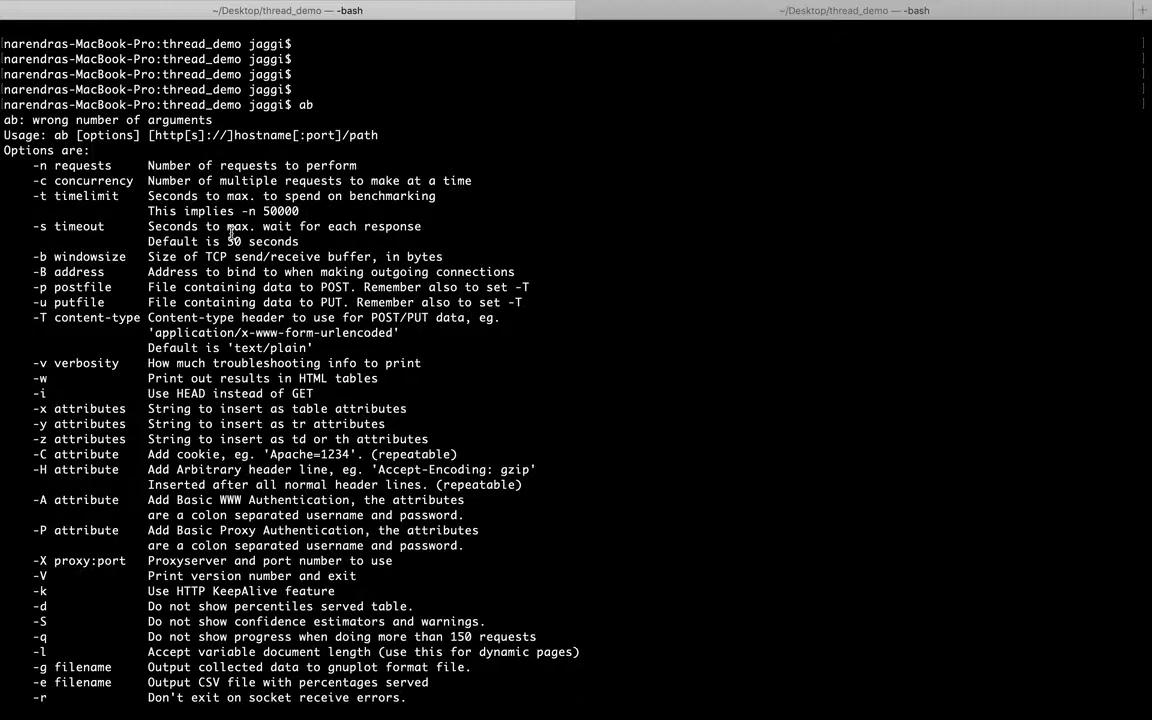 ~/Desktop/thread_demo — -bash
~/Desktop/thread_demo — -bash
narendras-MacBook-Pro:thread_demo jaggi$
narendras-MacBook-Pro:thread_demo jaggi$
narendras-MacBook-Pro:thread_demo jaggi$
narendras-MacBook-Pro:thread_demo jaggi$
narendras-MacBook-Pro:thread_demo jaggi$ ab
ab: wrong number of arguments
Usage: ab [options] [http[s]://]hostname[:port]/path
Options are:
-n requests Number of requests to perform
-c concurrency Number of multiple requests to make at a time
-t timelimit Seconds to max. to spend on benchmarking
This implies -n 50000
-s timeout Seconds to max. wait for each response
Default is 30 seconds
-b windowsize Size of TCP send/receive buffer, in bytes
-B address Address to bind to when making outgoing connections
-p postfile File containing data to POST. Remember also to set -T
-u putfile File containing data to PUT. Remember also to set -T
-T content-type Content-type header to use for POST/PUT data, eg.
'application/x-www-form-urlencoded'
Default is 'text/plain'
-v verbosity How much troubleshooting info to print
-w Print out results in HTML tables
-i Use HEAD instead of GET
-x attributes String to insert as table attributes
-y attributes String to insert as tr attributes
-z attributes String to insert as td or th attributes
-C attribute Add cookie, eg. 'Apache=1234'. (repeatable)
-H attribute Add Arbitrary header line, eg. 'Accept-Encoding: gzip'
Inserted after all normal header lines. (repeatable)
-A attribute Add Basic WWW Authentication, the attributes
are a colon separated username and password.
-P attribute Add Basic Proxy Authentication, the attributes
are a colon separated username and password.
-X proxy:port Proxyserver and port number to use
-V Print version number and exit
-k Use HTTP KeepAlive feature
-d Do not show percentiles served table.
-S Do not show confidence estimators and warnings.
-q Do not show progress when doing more than 150 requests
-l Accept variable document length (use this for dynamic pages)
-g filename Output collected data to gnuplot format file.
-e filename Output CSV file with percentages served
-r Don't exit on socket receive errors.